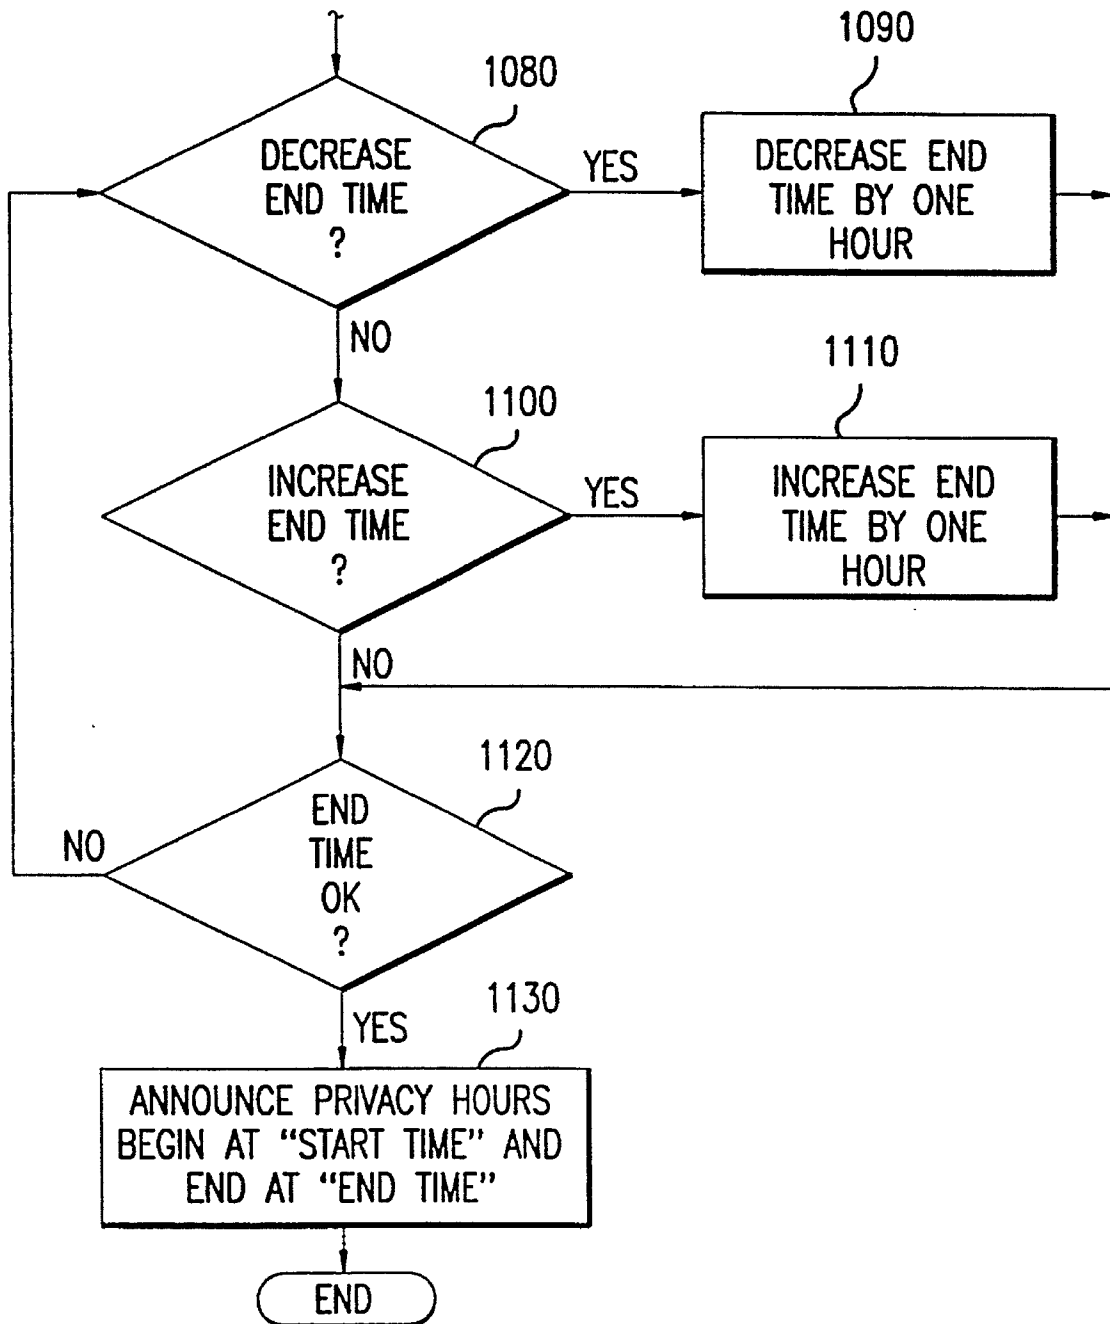 1080
DECREASE
END TIME
?
YES
1090
DECREASE END
TIME BY ONE
HOUR
NO
1100
INCREASE
END TIME
?
YES
1110
INCREASE END
TIME BY ONE
HOUR
NO
1120
END
TIME
OK
?
NO
YES
1130
ANNOUNCE PRIVACY HOURS
BEGIN AT “START TIME” AND
END AT “END TIME”
END